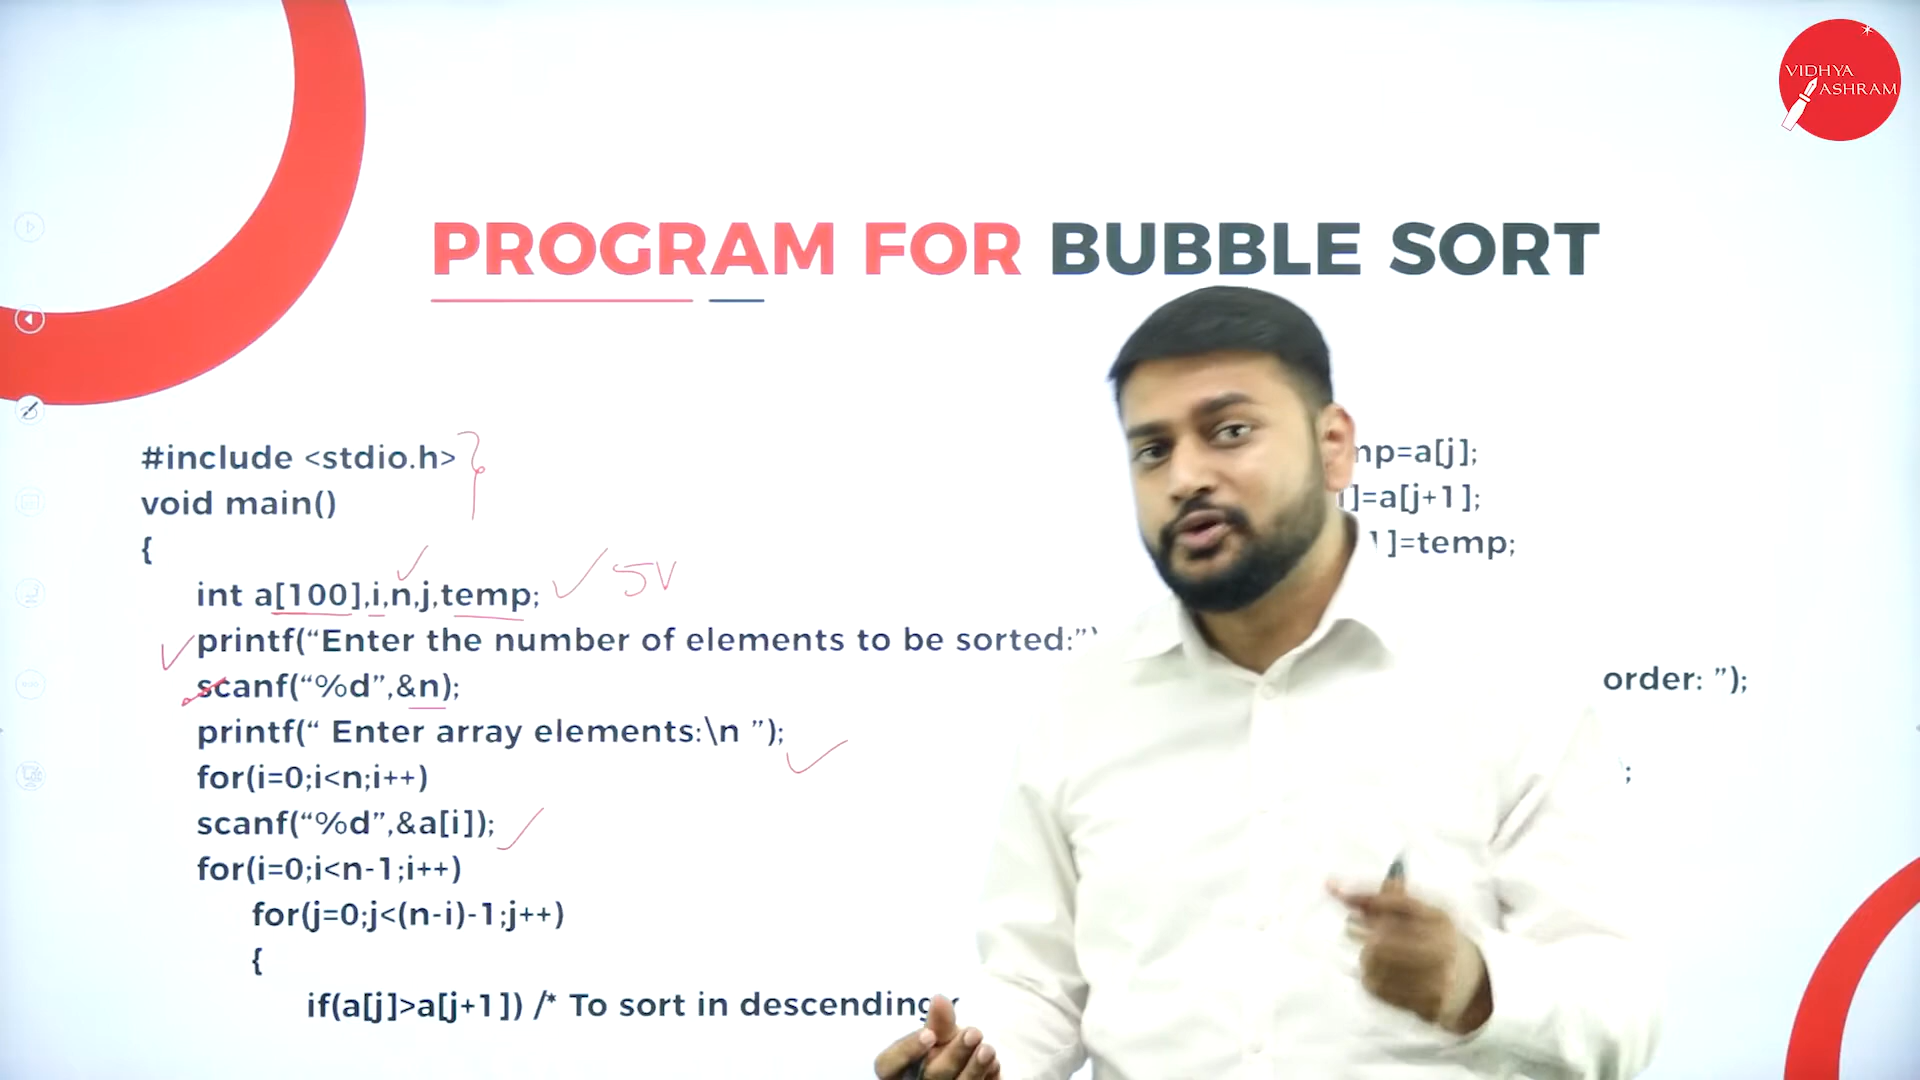 VIDHYA
ASHRAM
PROGRAM FOR BUBBLE SORT
#include <stdio.h>
void main()
{
int a[100],i,n,j,temp;
5V
printf(“Enter the number of elements to be sorted:”
scanf(“%d”,&n);
printf(“ Enter array elements:\n ”);
for(i=0;i<n;i++)
scanf(“%d”,&a[i]);
for(i=0;i<n-1;i++)
for(j=0;j<(n-i)-1;j++)
{
if(a[j]>a[j+1]) /* To sort in descending
mp=a[j];
]=a[j+1];
]=temp;
order: ”);
;